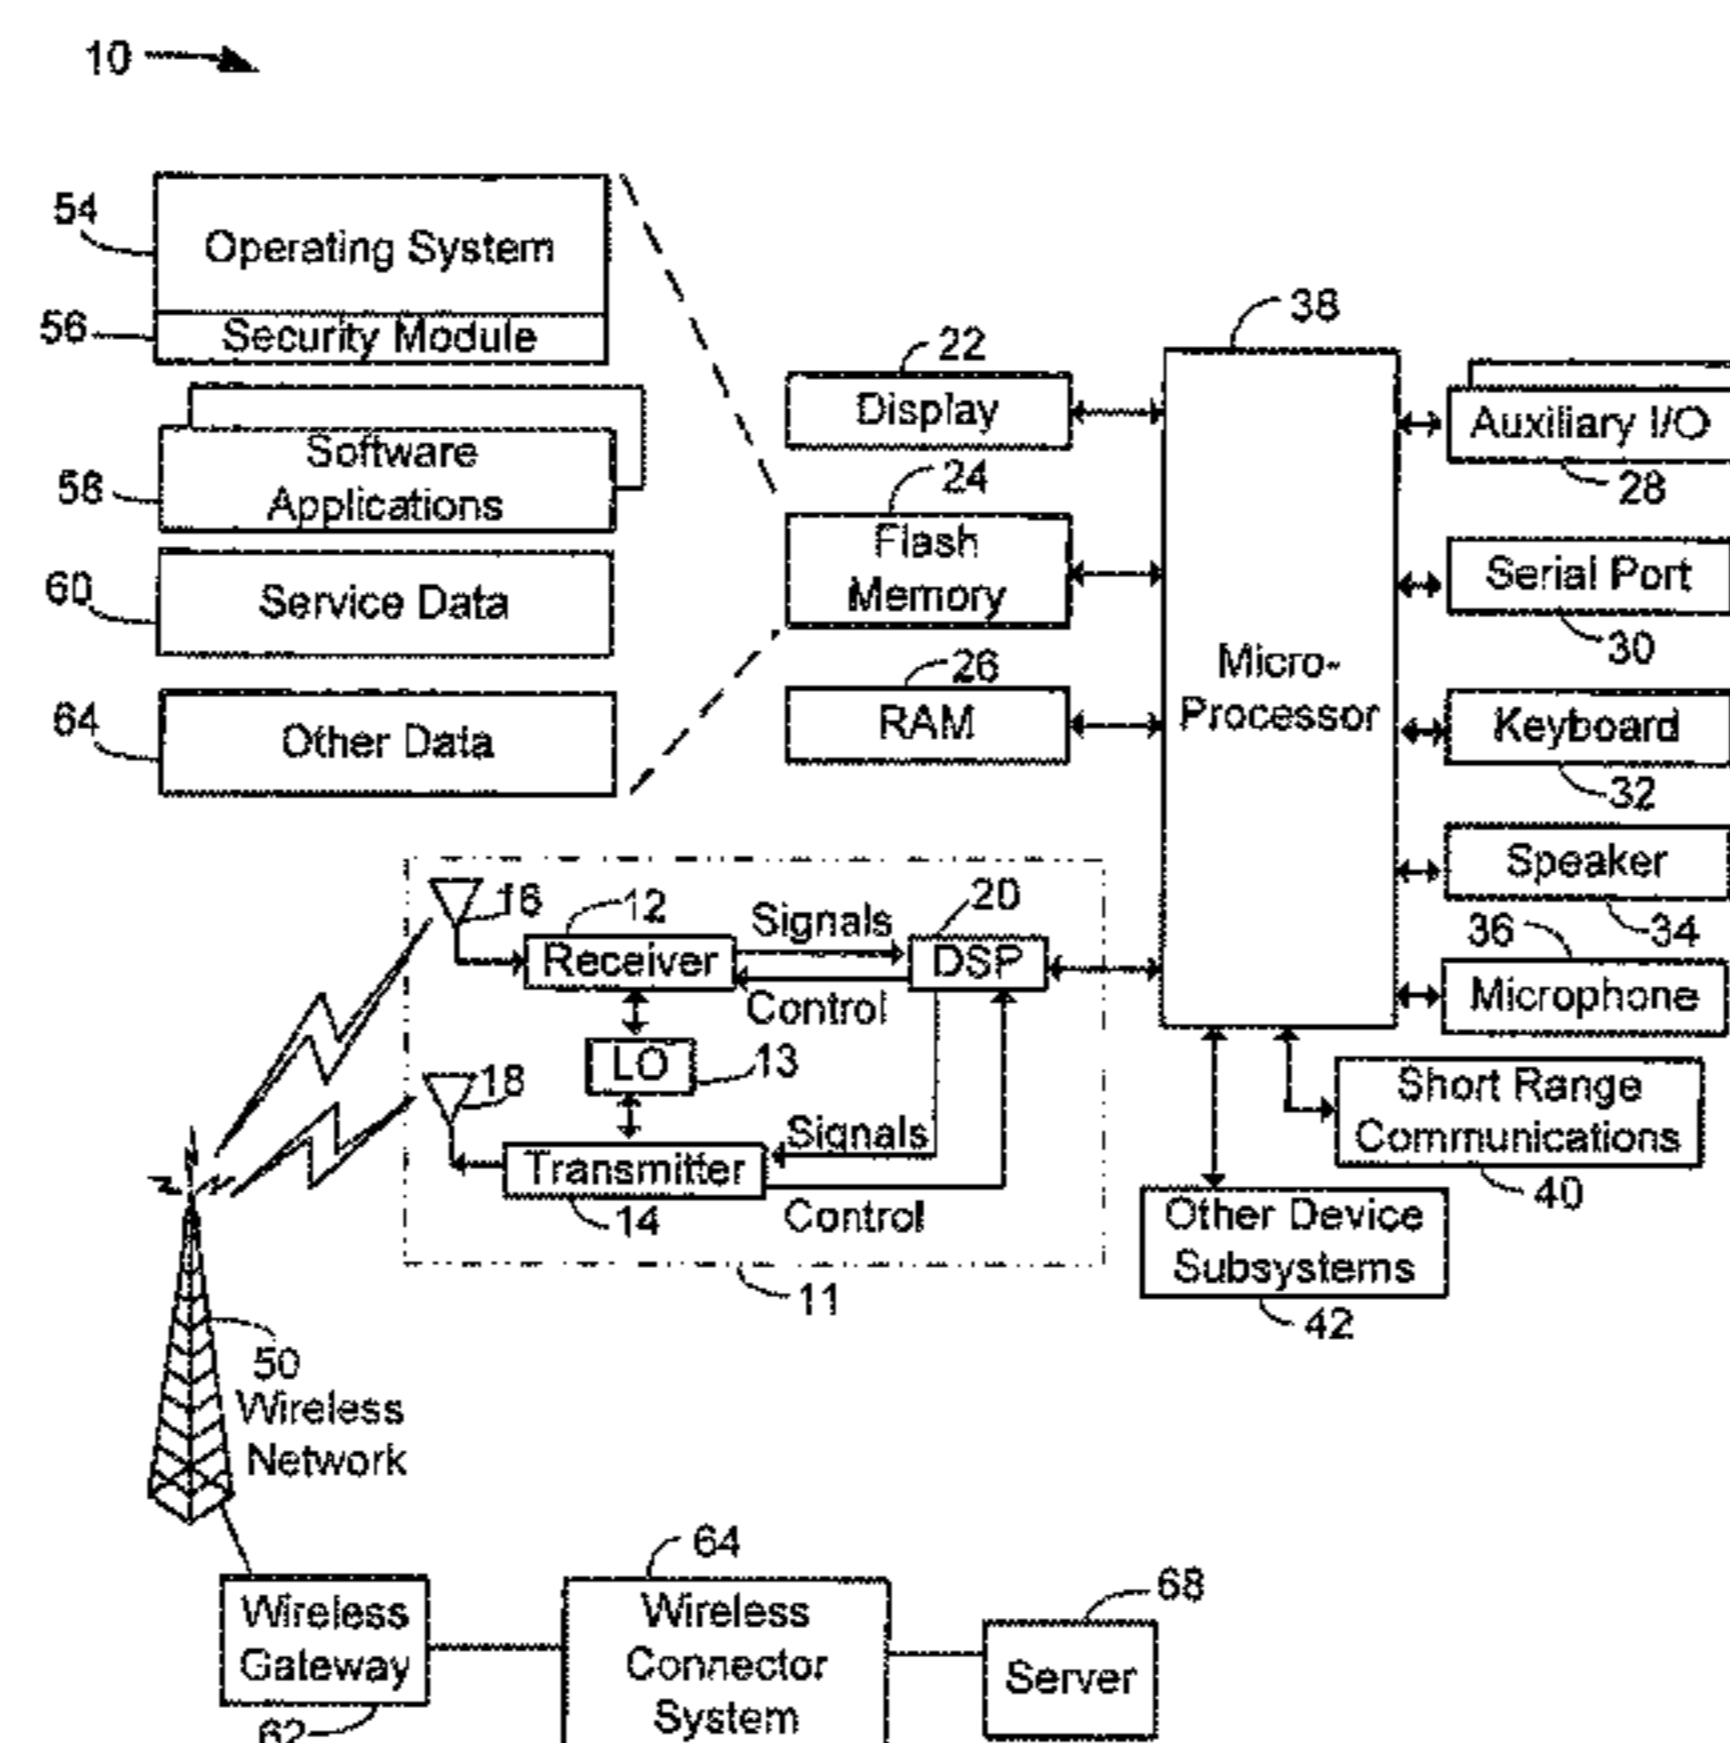 10
54
Operating System
56
Security Module
Software
Applications
58
60
Service Data
64
Other Data
22
Display
24
Flash
Memory
26
RAM
38
Micro-
Processor
Auxiliary I/O
28
Serial Port
30
Keyboard
32
Speaker
34
36
Microphone
Short Range
Communications
40
Other Device
Subsystems
42
16
12
Receiver
Signals
Control
20
DSP
LO
13
18
Signals
Transmitter
14
Control
11
50
Wireless
Network
64
Wireless
Gateway
62
Wireless
Connector
System
68
Server